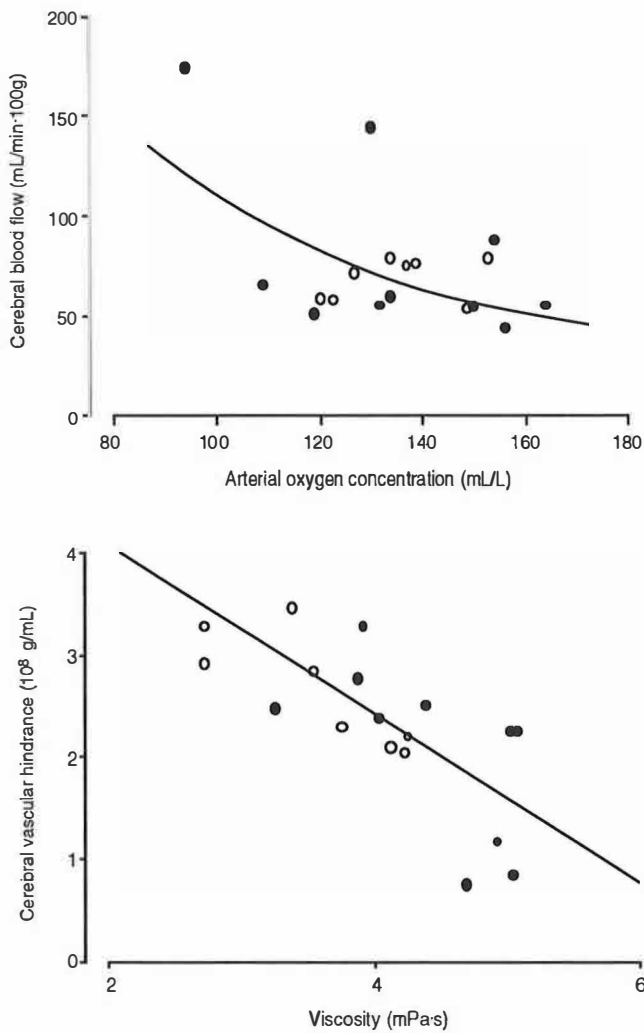 200
150
100
50
0
Cerebral blood flow (mL/min·100g)
80 100 120 140 160 180
Arterial oxygen concentration (mL/L)
4
3
2
1
0
Cerebral vascular hindrance (10⁸ g/mL)
2 4 6
Viscosity (mPa·s)